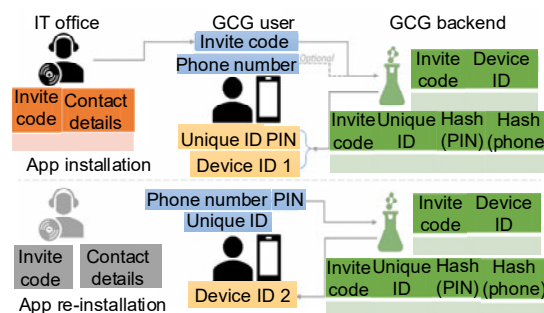 IT office
GCG user
GCG backend
Invite code
Phone number
Optional
Invite code
Device ID
Invite code
Contact details
Unique ID PIN
Device ID 1
Invite code
Unique ID
Hash (PIN)
Hash (phone
App installation
Phone number PIN
Unique ID
Invite code
Device ID
Invite code
Contact details
Device ID 2
Invite code
Unique ID
Hash (PIN)
Hash (phone)
App re-installation